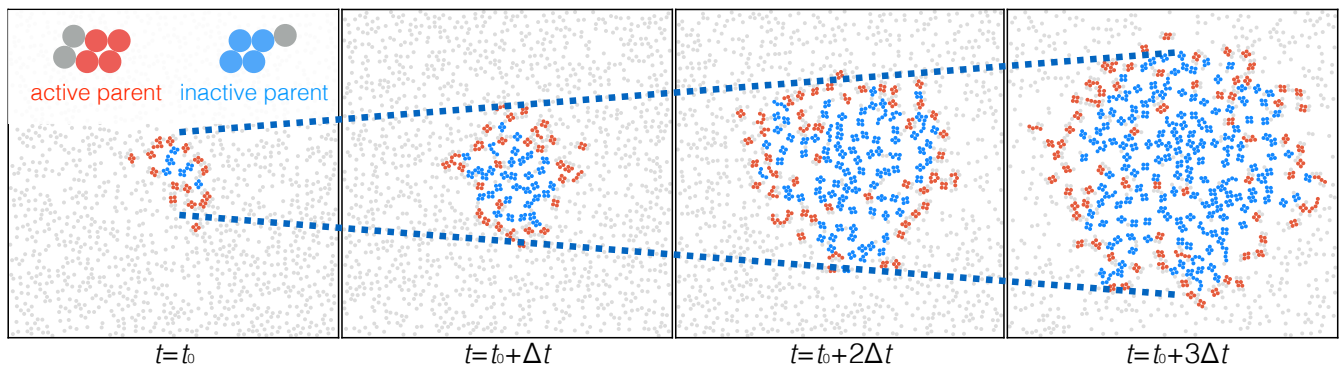 active parent inactive parent
t=t₀
t=t₀+Δt
t=t₀+2Δt
t=t₀+3Δt